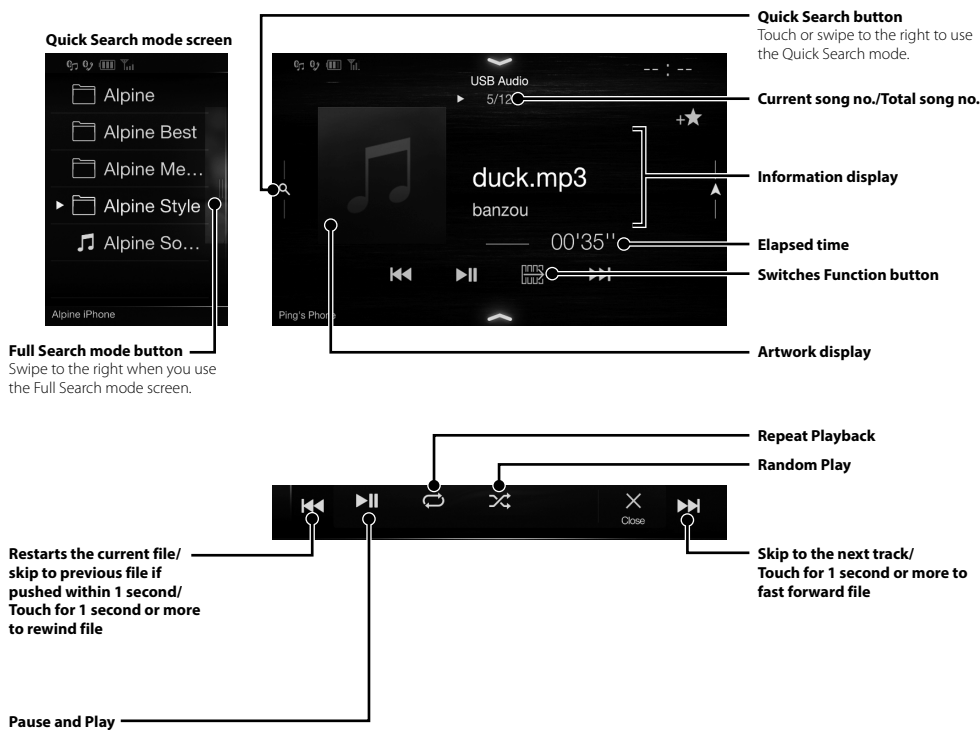 Quick Search mode screen
Alpine
Alpine Best
Alpine Me...
Alpine Style
Alpine So...
Alpine iPhone
Full Search mode button
Swipe to the right when you use
the Full Search mode screen.
USB Audio
5/12
-- : --
duck.mp3
banzou
00'35''
Ping's Phone
Quick Search button
Touch or swipe to the right to use
the Quick Search mode.
Current song no./Total song no.
Information display
Elapsed time
Switches Function button
Artwork display
Repeat Playback
Random Play
Close
Restarts the current file/
skip to previous file if
pushed within 1 second/
Touch for 1 second or more
to rewind file
Skip to the next track/
Touch for 1 second or more to
fast forward file
Pause and Play